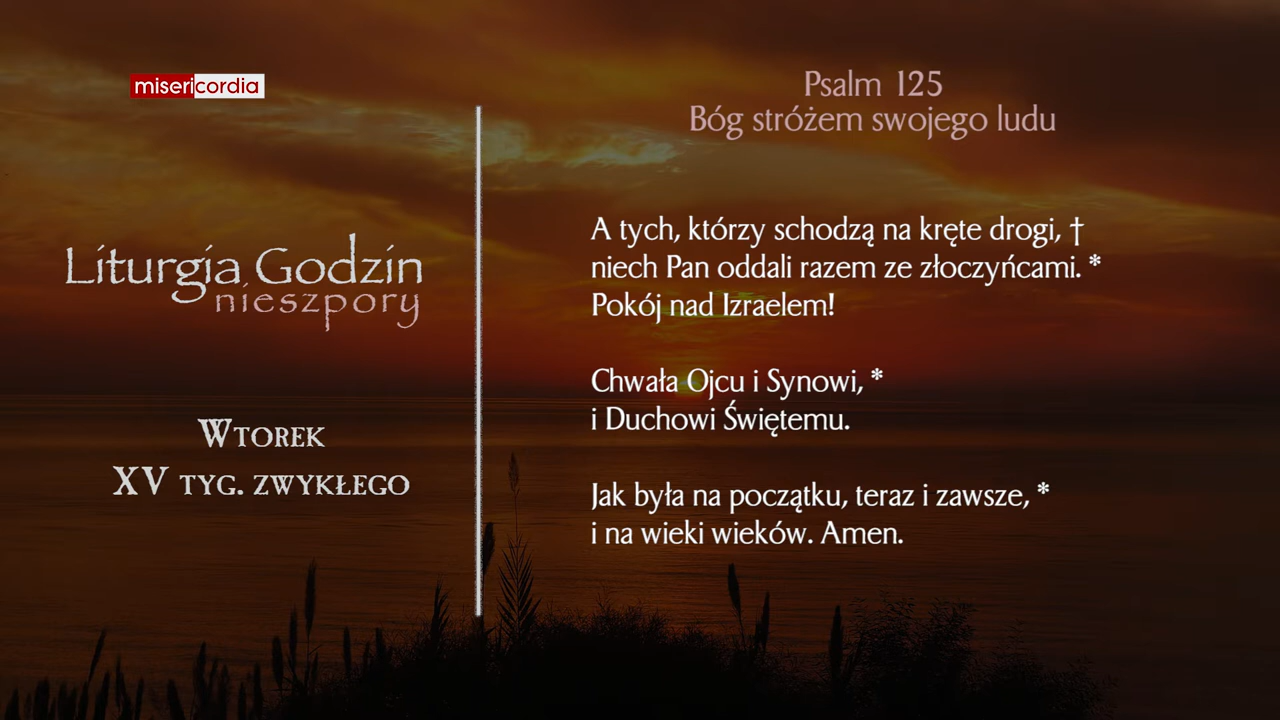 misericordia
Liturgia Godzin
nieszpory
Wtorek
XV tyg. zwykłego
Psalm 125
Bóg stróżem swojego ludu
A tych, którzy schodzą na kręte drogi, †
niech Pan oddali razem ze złoczyńcami. *
Pokój nad Izraelem!
Chwała Ojcu i Synowi, *
i Duchowi Świętemu.
Jak była na początku, teraz i zawsze, *
i na wieki wieków. Amen.